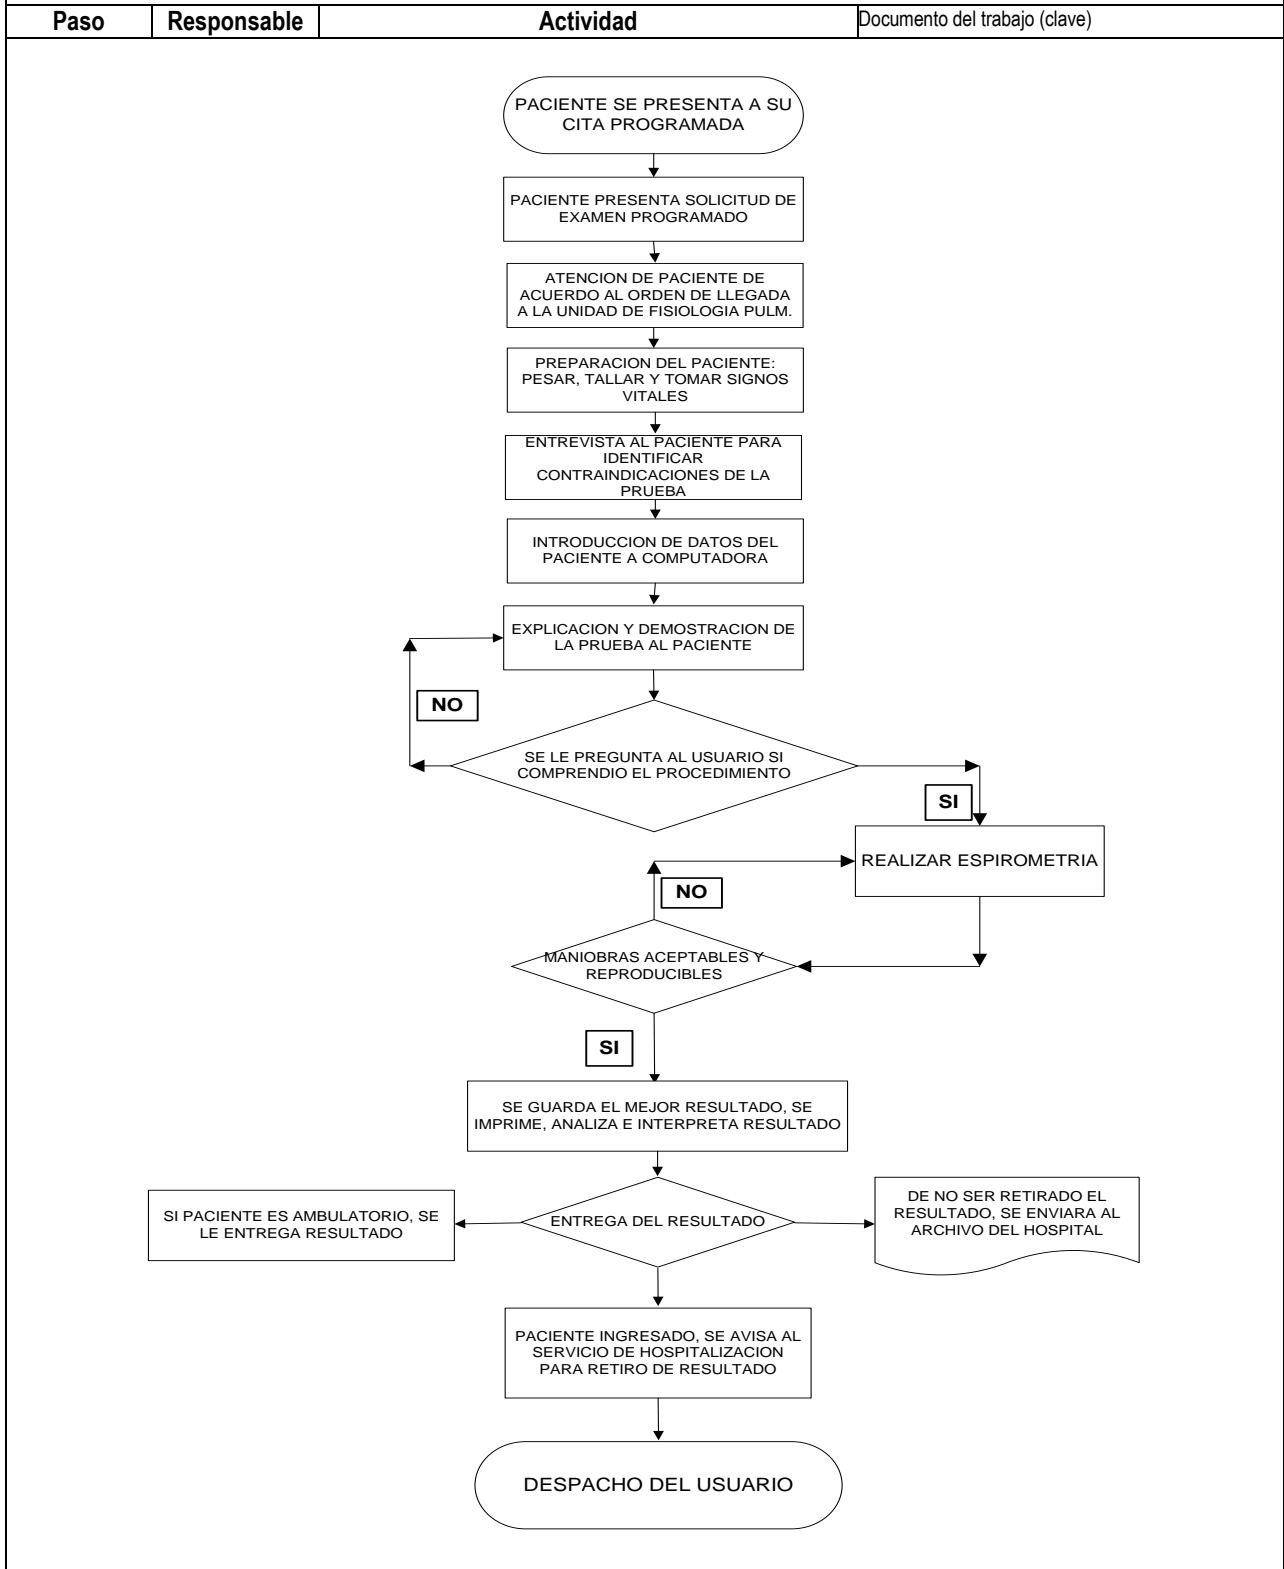 Paso
Responsable
Actividad
Documento del trabajo (clave)
PACIENTE SE PRESENTA A SU
CITA PROGRAMADA
PACIENTE PRESENTA SOLICITUD DE
EXAMEN PROGRAMADO
ATENCION DE PACIENTE DE
ACUERDO AL ORDEN DE LLEGADA
A LA UNIDAD DE FISIOLOGIA PULM.
PREPARACION DEL PACIENTE:
PESAR, TALLAR Y TOMAR SIGNOS
VITALES
ENTREVISTA AL PACIENTE PARA
IDENTIFICAR
CONTRAINDICACIONES DE LA
PRUEBA
INTRODUCCION DE DATOS DEL
PACIENTE A COMPUTADORA
EXPLICACION Y DEMOSTRACION DE
LA PRUEBA AL PACIENTE
NO
SE LE PREGUNTA AL USUARIO SI
COMPRENDIO EL PROCEDIMIENTO
SI
REALIZAR ESPIROMETRIA
NO
MANIOBRAS ACEPTABLES Y
REPRODUCIBLES
SI
SE GUARDA EL MEJOR RESULTADO, SE
IMPRIME, ANALIZA E INTERPRETA RESULTADO
SI PACIENTE ES AMBULATORIO, SE
LE ENTREGA RESULTADO
ENTREGA DEL RESULTADO
DE NO SER RETIRADO EL
RESULTADO, SE ENVIARA AL
ARCHIVO DEL HOSPITAL
PACIENTE INGRESADO, SE AVISA AL
SERVICIO DE HOSPITALIZACION
PARA RETIRO DE RESULTADO
DESPACHO DEL USUARIO